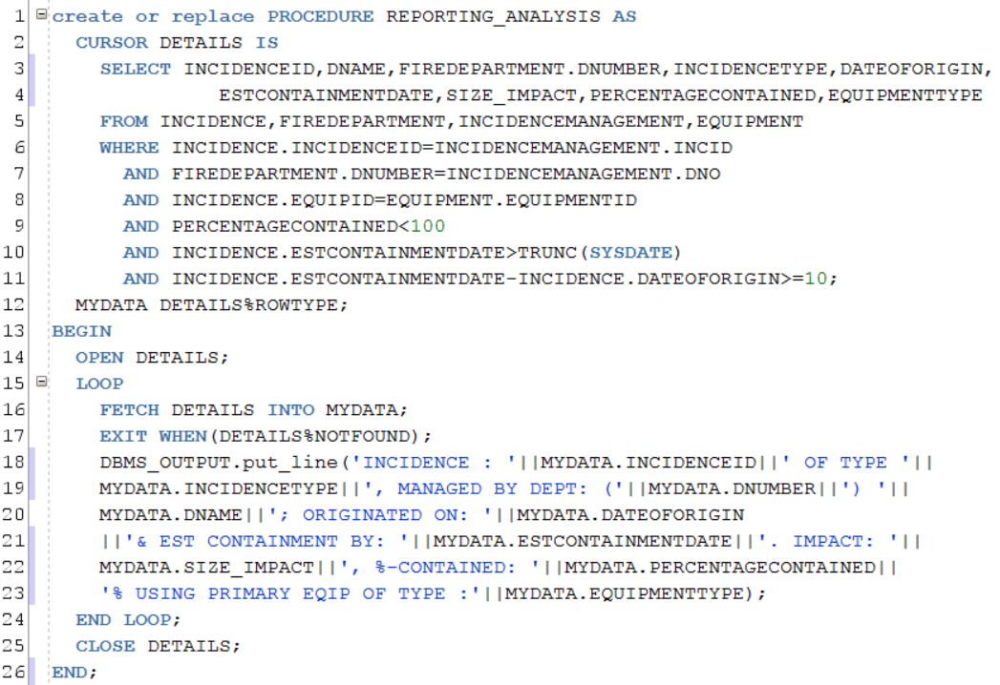 1 create or replace PROCEDURE REPORTING_ANALYSIS AS
2 CURSOR DETAILS IS
3 SELECT INCIDENCEID,DNAME,FIREDEPARTMENT.DNUMBER,INCIDENCETYPE,DATEOFORIGIN,
4 ESTCONTAINMENTDATE,SIZE_IMPACT,PERCENTAGECONTAINED,EQUIPMENTTYPE
5 FROM INCIDENCE,FIREDEPARTMENT,INCIDENCEMANAGEMENT,EQUIPMENT
6 WHERE INCIDENCE.INCIDENCEID=INCIDENCEMANAGEMENT.INCID
7 AND FIREDEPARTMENT.DNUMBER=INCIDENCEMANAGEMENT.DNO
8 AND INCIDENCE.EQUIPID=EQUIPMENT.EQUIPMENTID
9 AND PERCENTAGECONTAINED<100
10 AND INCIDENCE.ESTCONTAINMENTDATE>TRUNC(SYSDATE)
11 AND INCIDENCE.ESTCONTAINMENTDATE-INCIDENCE.DATEOFORIGIN>=10;
12 MYDATA DETAILS%ROWTYPE;
13 BEGIN
14 OPEN DETAILS;
15 LOOP
16 FETCH DETAILS INTO MYDATA;
17 EXIT WHEN(DETAILS%NOTFOUND);
18 DBMS_OUTPUT.put_line('INCIDENCE : '||MYDATA.INCIDENCEID||' OF TYPE '||
19 MYDATA.INCIDENCETYPE||', MANAGED BY DEPT: ('||MYDATA.DNUMBER||') '||
20 MYDATA.DNAME||'; ORIGINATED ON: '||MYDATA.DATEOFORIGIN
21 ||'& EST CONTAINMENT BY: '||MYDATA.ESTCONTAINMENTDATE||'. IMPACT: '||
22 MYDATA.SIZE_IMPACT||', %-CONTAINED: '||MYDATA.PERCENTAGECONTAINED||
23 '% USING PRIMARY EQIP OF TYPE :'||MYDATA.EQUIPMENTTYPE);
24 END LOOP;
25 CLOSE DETAILS;
26 END;